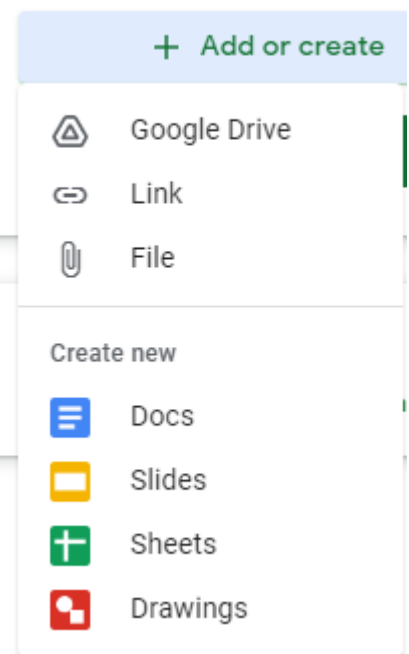 + Add or create
Google Drive
Link
File
Create new
Docs
Slides
Sheets
Drawings